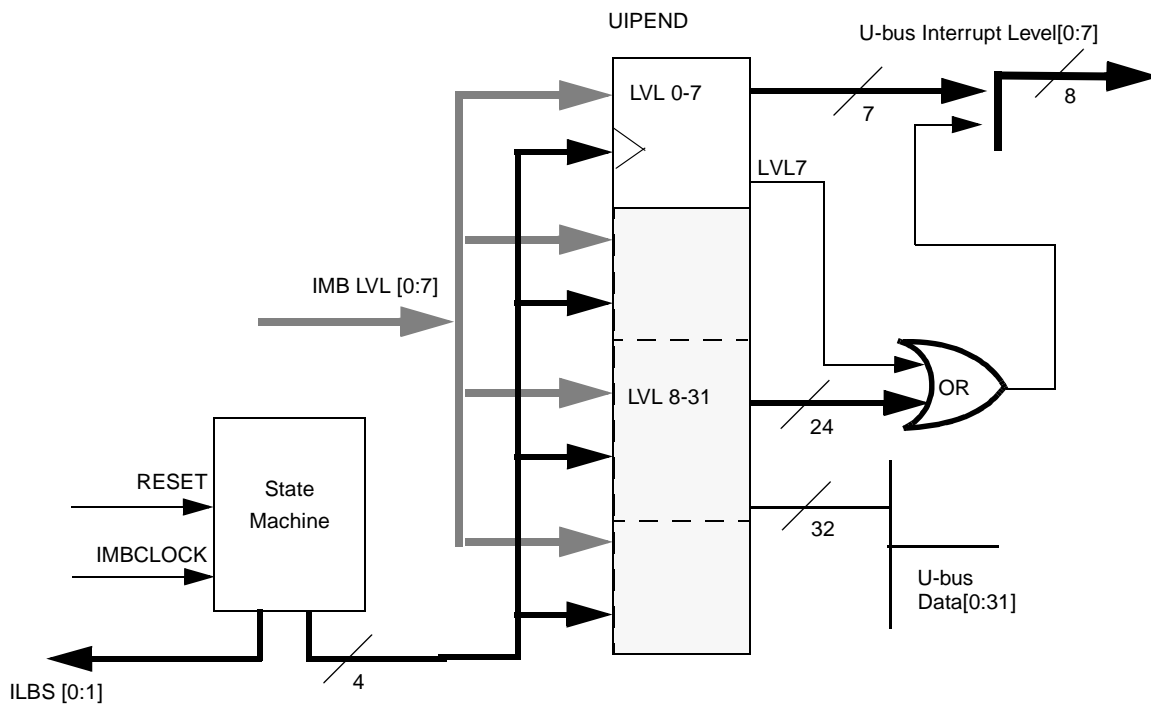 UIPEND
U-bus Interrupt Level[0:7]
LVL 0-7
7
8
LVL7
IMB LVL [0:7]
LVL 8-31
OR
24
RESET
State
Machine
32
IMBCLOCK
U-bus
Data[0:31]
4
ILBS [0:1]